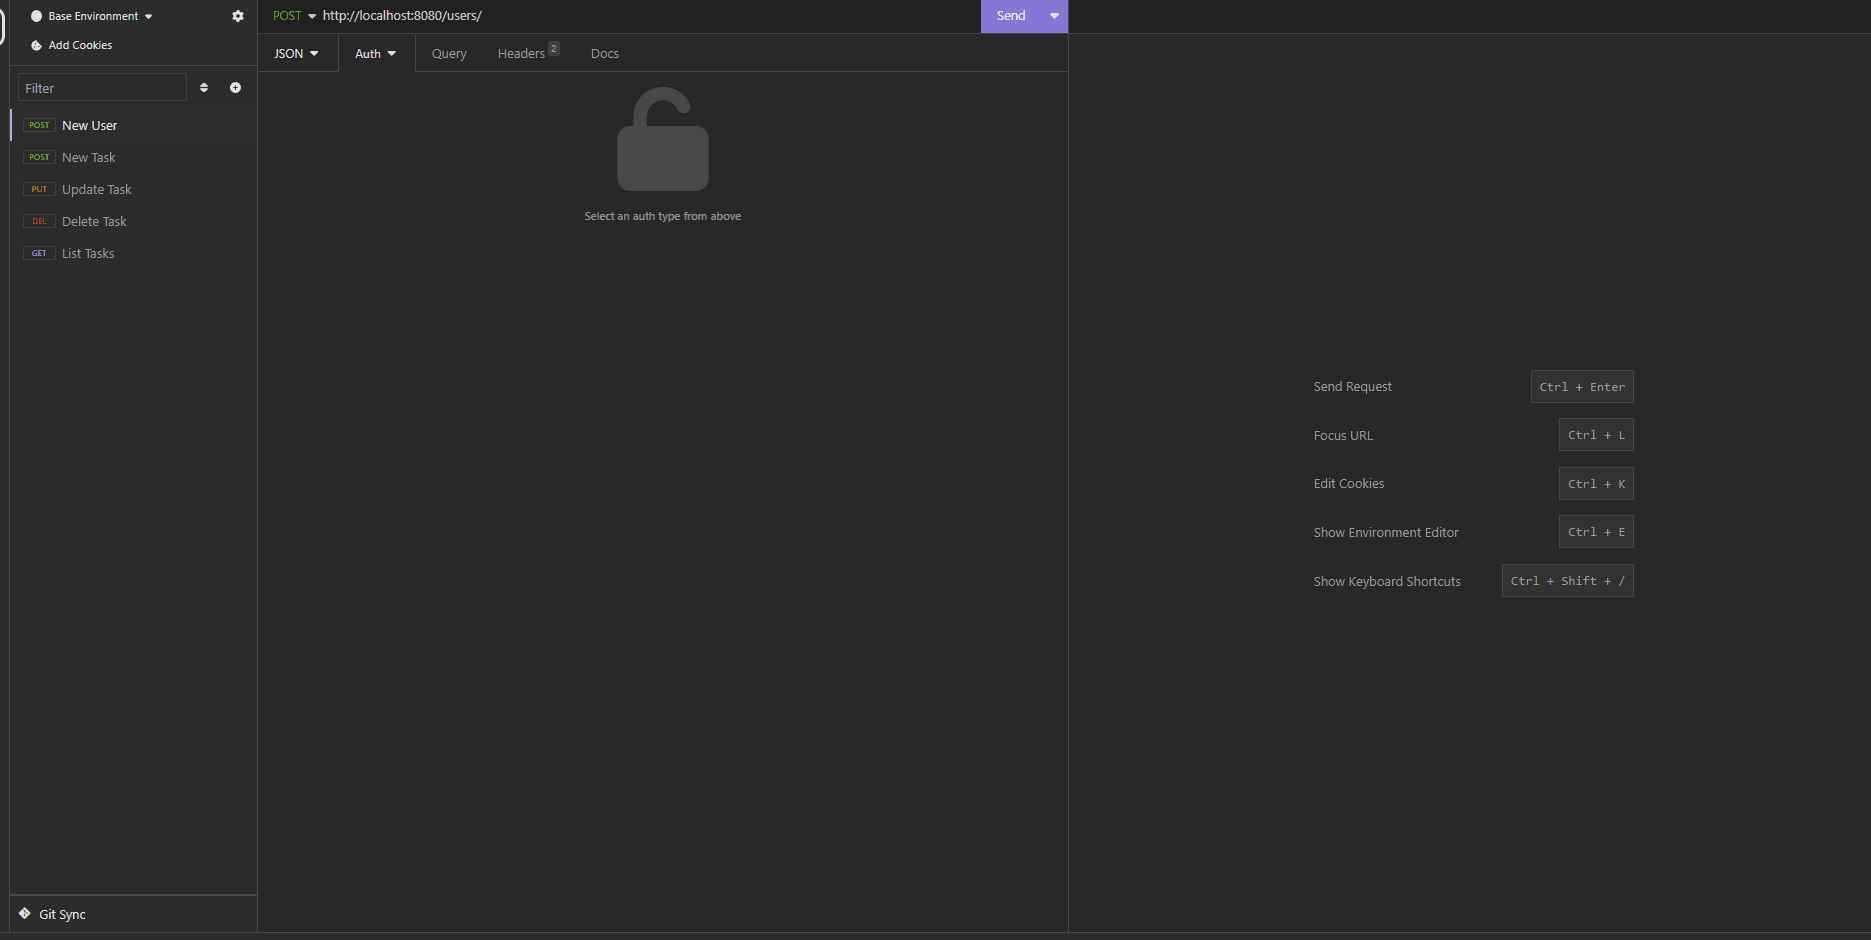 Base Environment
Add Cookies
Filter
POST New User
POST New Task
PUT Update Task
DEL Delete Task
GET List Tasks
Git Sync
POST http://localhost:8080/users/ Send
JSON Auth Query Headers 2 Docs
Select an auth type from above
Send Request Ctrl + Enter
Focus URL Ctrl + L
Edit Cookies Ctrl + K
Show Environment Editor Ctrl + E
Show Keyboard Shortcuts Ctrl + Shift + /